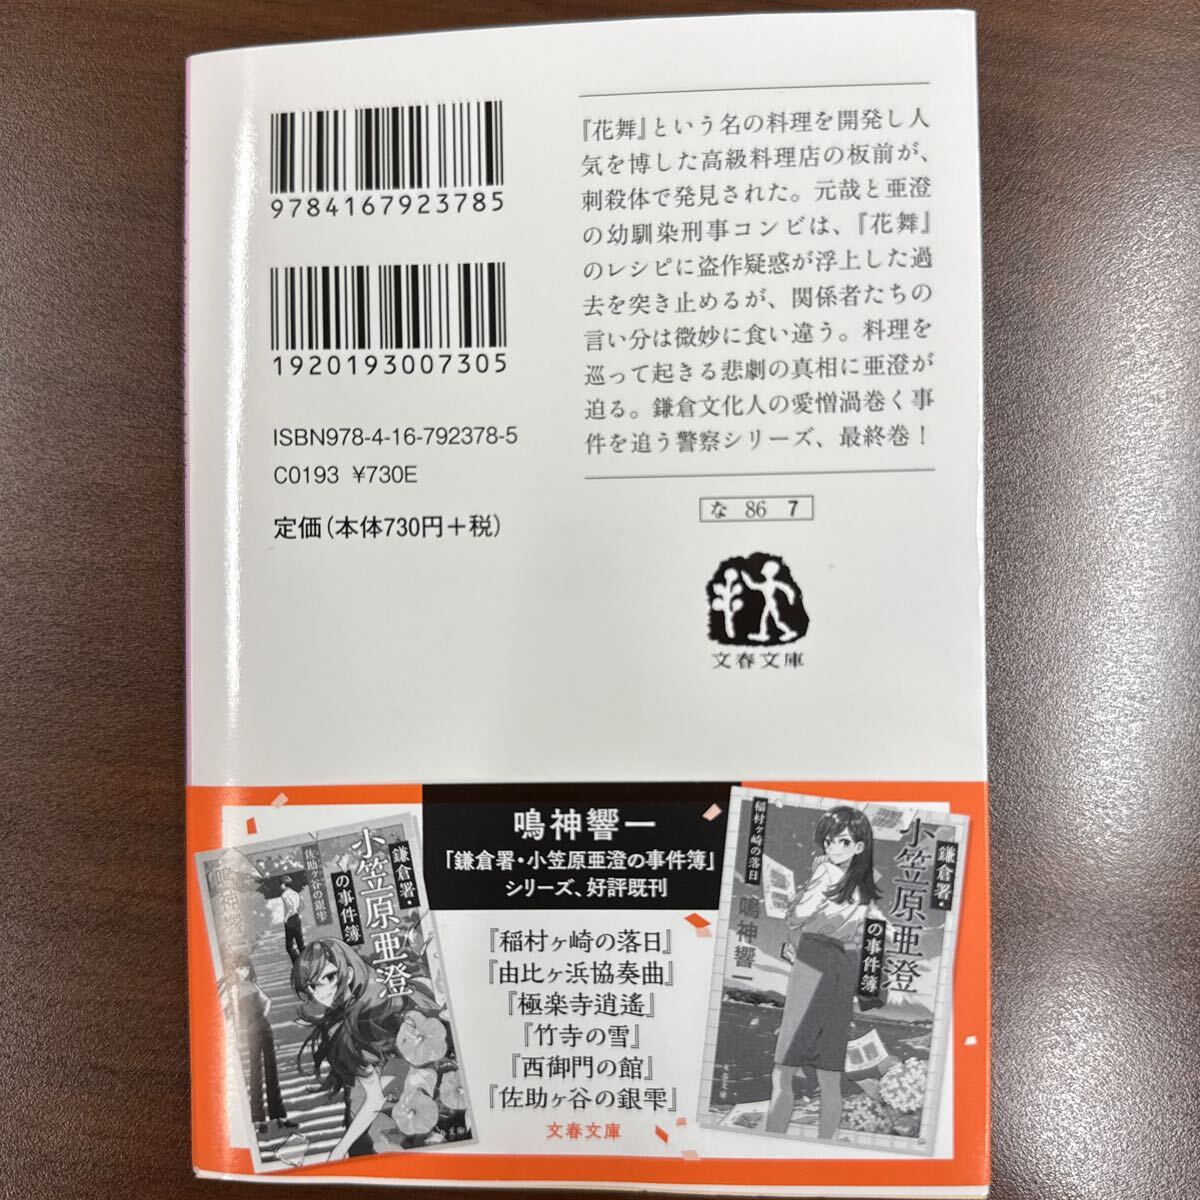 9784167923785
1920193007305
ISBN978-4-16-792378-5
C0193 ¥730E
定価(本体730円+税)
『花舞』という名の料理を開発し人
気を博した高級料理店の板前が、
刺殺体で発見された。元哉と亜澄
の幼馴染刑事コンビは、『花舞』
のレシピに盗作疑惑が浮上した過
去を突き止めるが、関係者たちの
言い分は微妙に食い違う。料理を
巡って起きる悲劇の真相に亜澄が
迫る。鎌倉文化人の愛憎渦巻く事
件を追う警察シリーズ、最終巻!
な 86 7
文春文庫
鳴神響一
「鎌倉署・小笠原亜澄の事件簿」
シリーズ、好評既刊
『稲村ヶ崎の落日』
『由比ヶ浜協奏曲』
『極楽寺逍遙』
『竹寺の雪』
『西御門の館』
『佐助ヶ谷の銀雫』
文春文庫
鎌倉署・
小笠原亜澄
の事件簿
佐助ヶ谷の銀雫
鳴神響一
鎌倉署・
小笠原亜澄
の事件簿
稲村ヶ崎の落日
鳴神響一
文春文庫